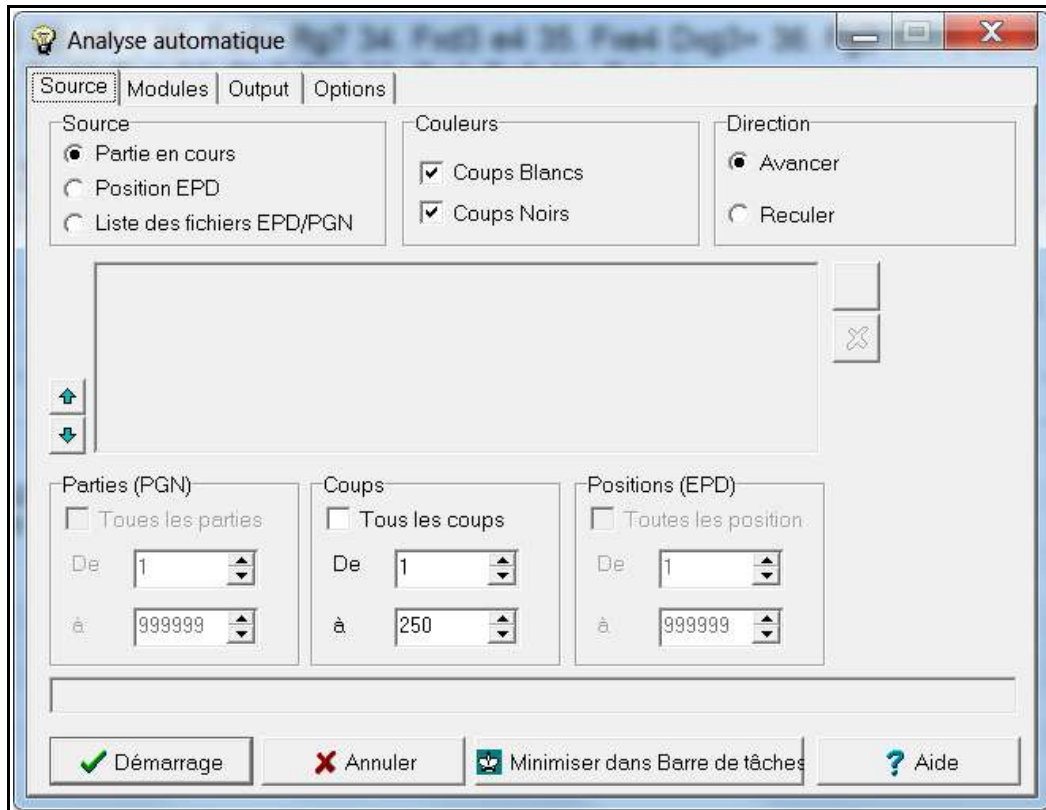 Analyse automatique
Source Modules Output Options
Source
Partie en cours
Position EPD
Liste des fichiers EPD/PGN
Couleurs
Coups Blancs
Coups Noirs
Direction
Avancer
Reculer
Parties (PGN)
Toues les parties
De 1
à 999999
Coups
Tous les coups
De 1
à 250
Positions (EPD)
Toutes les position
De 1
à 999999
Démarrage
Annuler
Minimiser dans Barre de tâches
Aide